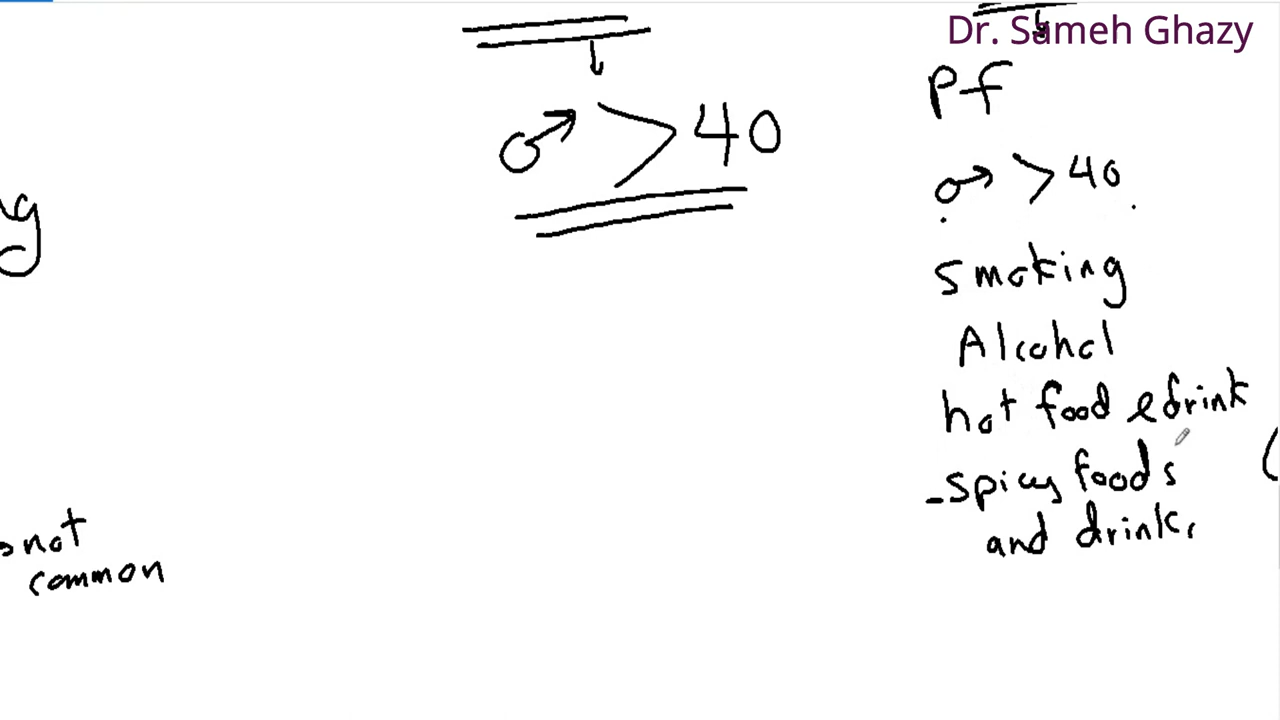 Dr. Sameh Ghazy
♂ > 40
Pf
♂ > 40
smoking
Alcohol
hot food e drink
- spicy foods
and drinks
not
common